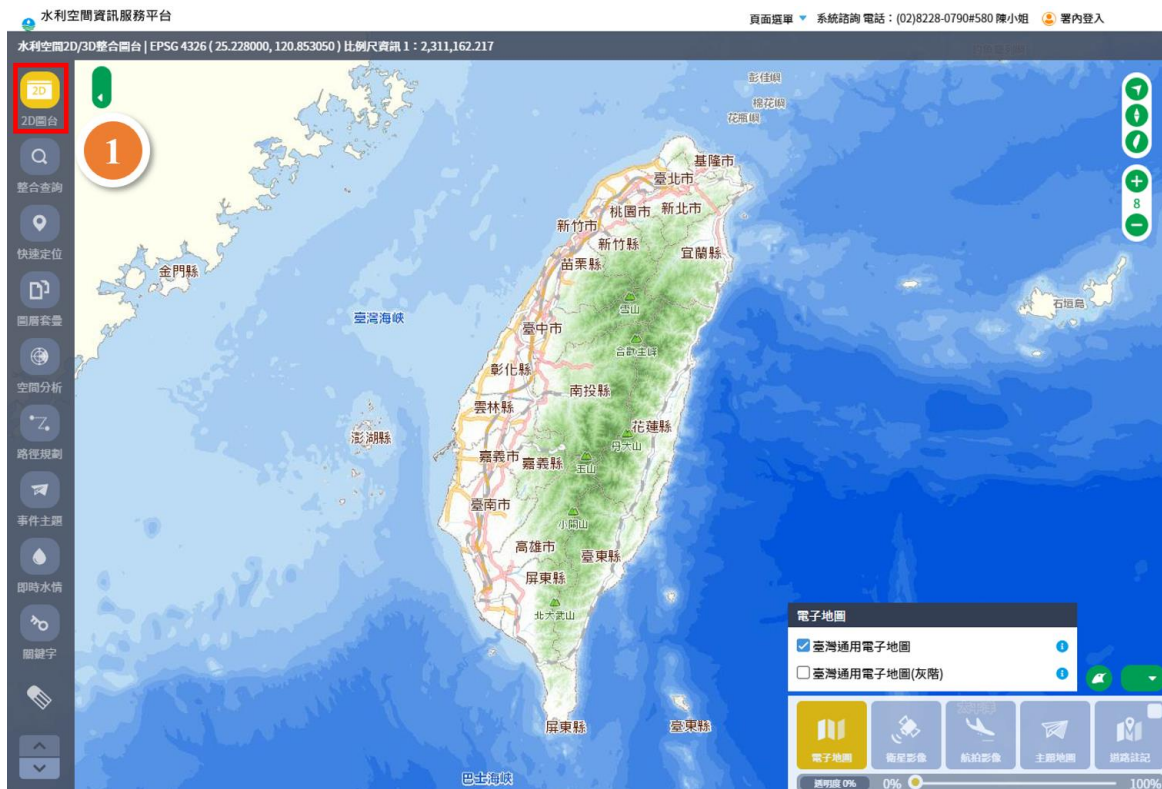 水利空間資訊服務平台
頁面選單 ▼ 系統諮詢 電話：(02)8228-0790#580 陳小姐 署內登入
水利空間2D/3D整合圖台 | EPSG 4326 ( 25.228000, 120.853050 ) 比例尺資訊 1：2,311,162.217
2D
2D圖台
1
整合查詢
快速定位
圖層套疊
空間分析
路徑規劃
事件主題
即時水情
關鍵字
彭佳嶼
棉花嶼
花瓶嶼
基隆市
臺北市
桃園市 新北市
新竹市
新竹縣
宜蘭縣
苗栗縣
金門縣
8
石垣島
雪山
臺灣海峽
臺中市
合歡主峰
彰化縣
南投縣
雲林縣
花蓮縣
澎湖縣
丹大山
嘉義市 嘉義縣
玉山
臺南市
小關山
高雄市
臺東縣
屏東縣
北大武山
屏東縣
臺東縣
巴士海峽
電子地圖
臺灣通用電子地圖
臺灣通用電子地圖(灰階)
電子地圖 衛星影像 航拍影像 主題地圖 道路註記
透明度 0% 0% 100%